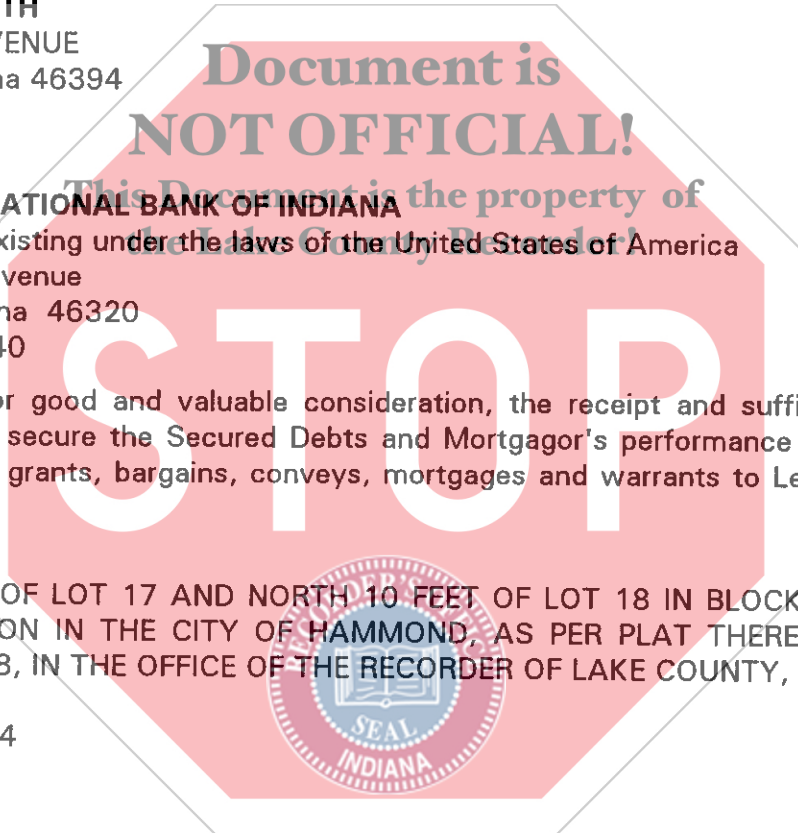 TH
VENUE
na 46394
Document is
NOT OFFICIAL!
This Document is the property of
the Lake County Recorder!
ATIONAL BANK OF INDIANA
xisting under the laws of the United States of America
venue
na 46320
40
STOP
or good and valuable consideration, the receipt and suffi
secure the Secured Debts and Mortgagor's performance
grants, bargains, conveys, mortgages and warrants to Le
OF LOT 17 AND NORTH 10 FEET OF LOT 18 IN BLOCK
ON IN THE CITY OF HAMMOND, AS PER PLAT THERE
8, IN THE OFFICE OF THE RECORDER OF LAKE COUNTY,
4
RECORDER'S OFFICE
SEAL
INDIANA